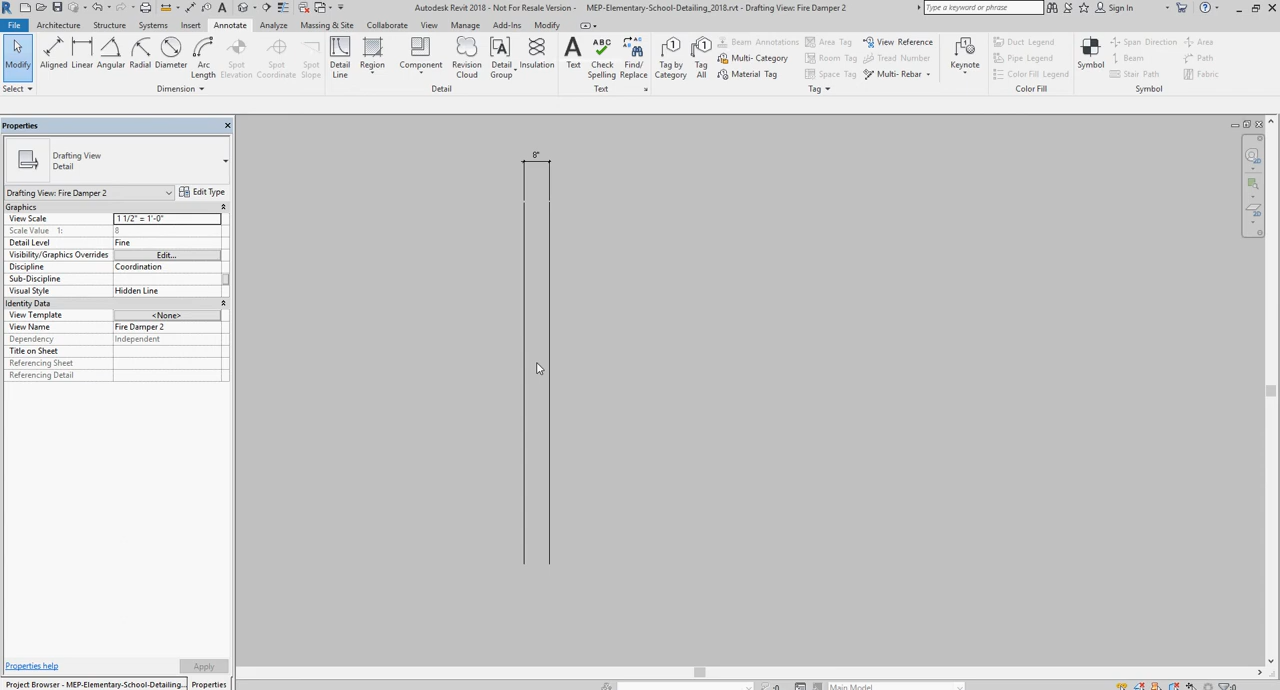 Autodesk Revit 2018 - Not For Resale Version - MEP-Elementary-School-Detailing_2018.rvt - Drafting View: Fire Damper 2
Type a keyword or phrase
Sign In
File Architecture Structure Systems Insert Annotate Analyze Massing & Site Collaborate View Manage Add-Ins Modify
Modify
Aligned Linear Angular Radial Diameter Arc Length Spot Elevation Spot Coordinate Spot Slope
Detail Line Region Component Revision Cloud Detail Group Insulation
Text Check Spelling Find/ Replace
Tag by Category Tag All
Beam Annotations Area Tag View Reference
Multi- Category Room Tag Tread Number
Material Tag Space Tag Multi- Rebar
Keynote
Duct Legend
Pipe Legend
Color Fill Legend
Symbol
Span Direction Area
Beam Path
Stair Path Fabric
Select Dimension Detail Text Tag Color Fill Symbol
Properties
Drafting View
Detail
Drafting View: Fire Damper 2 Edit Type
Graphics
View Scale 1 1/2" = 1'-0"
Scale Value 1: 8
Detail Level Fine
Visibility/Graphics Overrides Edit...
Discipline Coordination
Sub-Discipline
Visual Style Hidden Line
Identity Data
View Template <None>
View Name Fire Damper 2
Dependency Independent
Title on Sheet
Referencing Sheet
Referencing Detail
8"
Properties help Apply
Project Browser - MEP-Elementary-School-Detailing... Properties
:0 Main Model :0